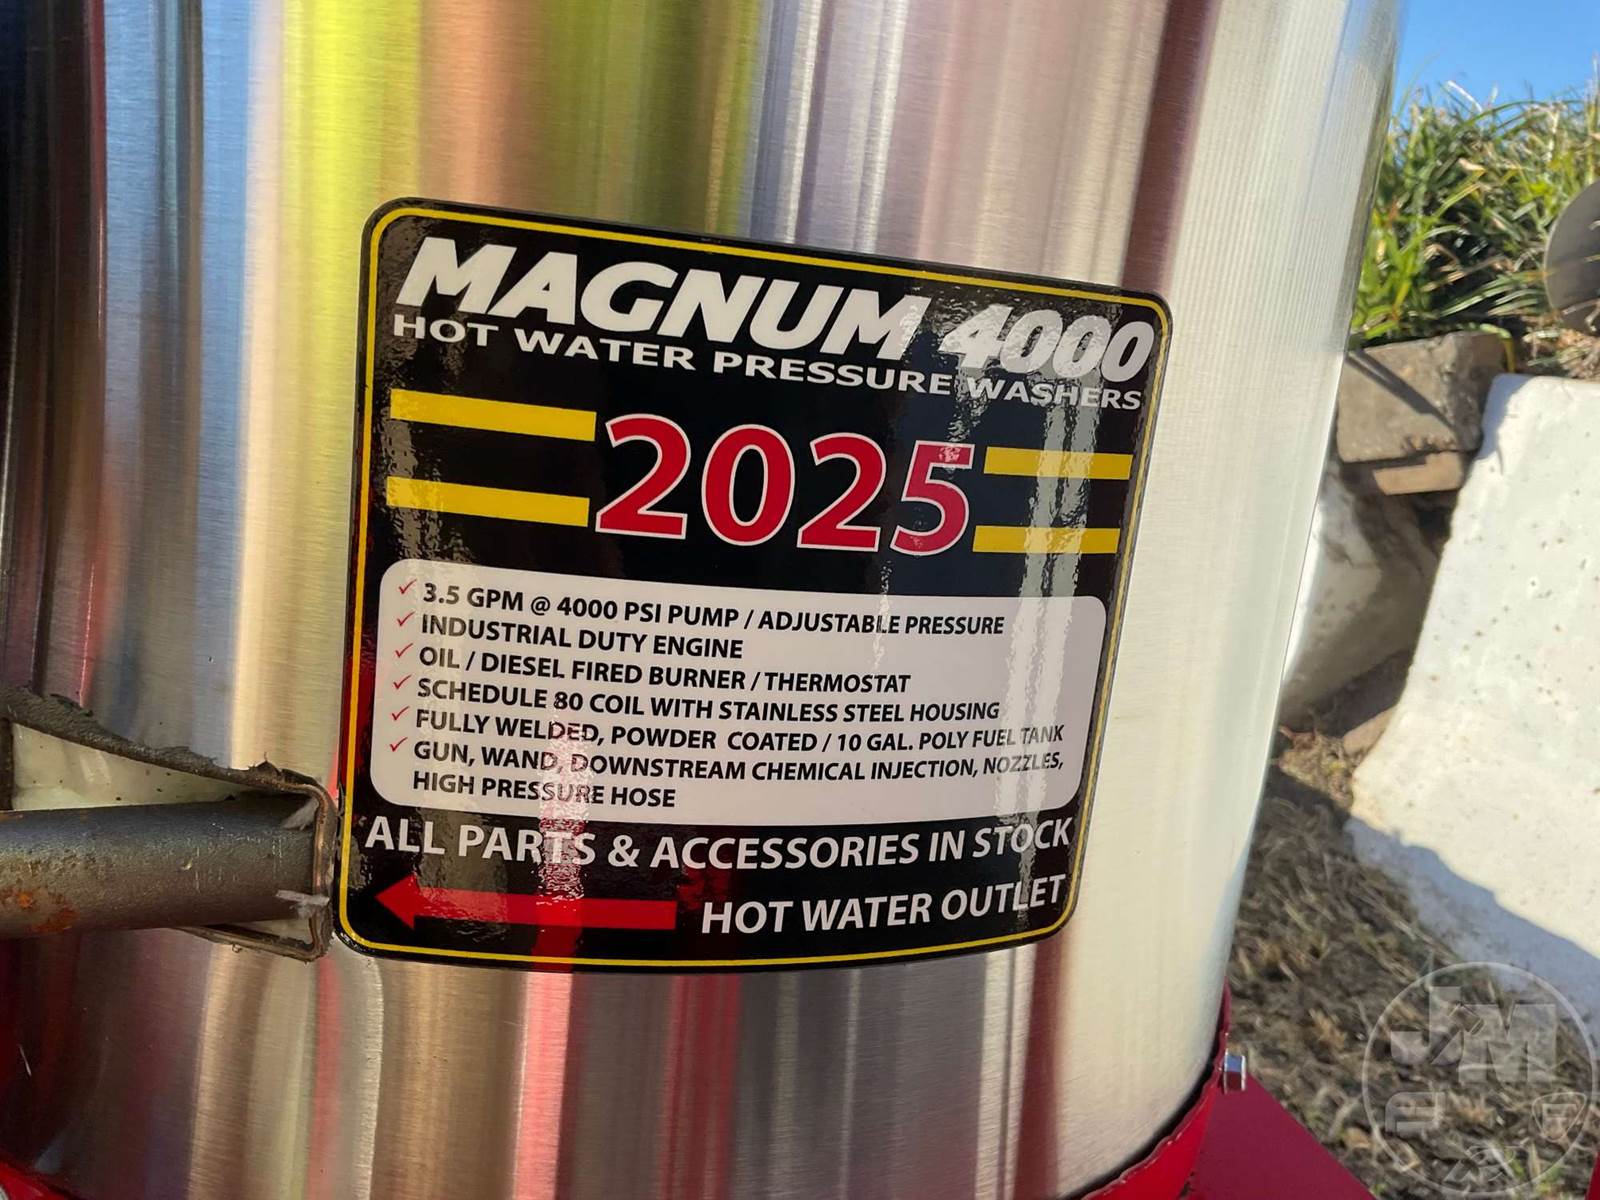 MAGNUM 4000
HOT WATER PRESSURE WASHERS
2025
✓ 3.5 GPM @ 4000 PSI PUMP / ADJUSTABLE PRESSURE
✓ INDUSTRIAL DUTY ENGINE
✓ OIL / DIESEL FIRED BURNER / THERMOSTAT
✓ SCHEDULE 80 COIL WITH STAINLESS STEEL HOUSING
✓ FULLY WELDED, POWDER COATED / 10 GAL. POLY FUEL TANK
✓ GUN, WAND, DOWNSTREAM CHEMICAL INJECTION, NOZZLES,
HIGH PRESSURE HOSE
ALL PARTS & ACCESSORIES IN STOCK
HOT WATER OUTLET
JM